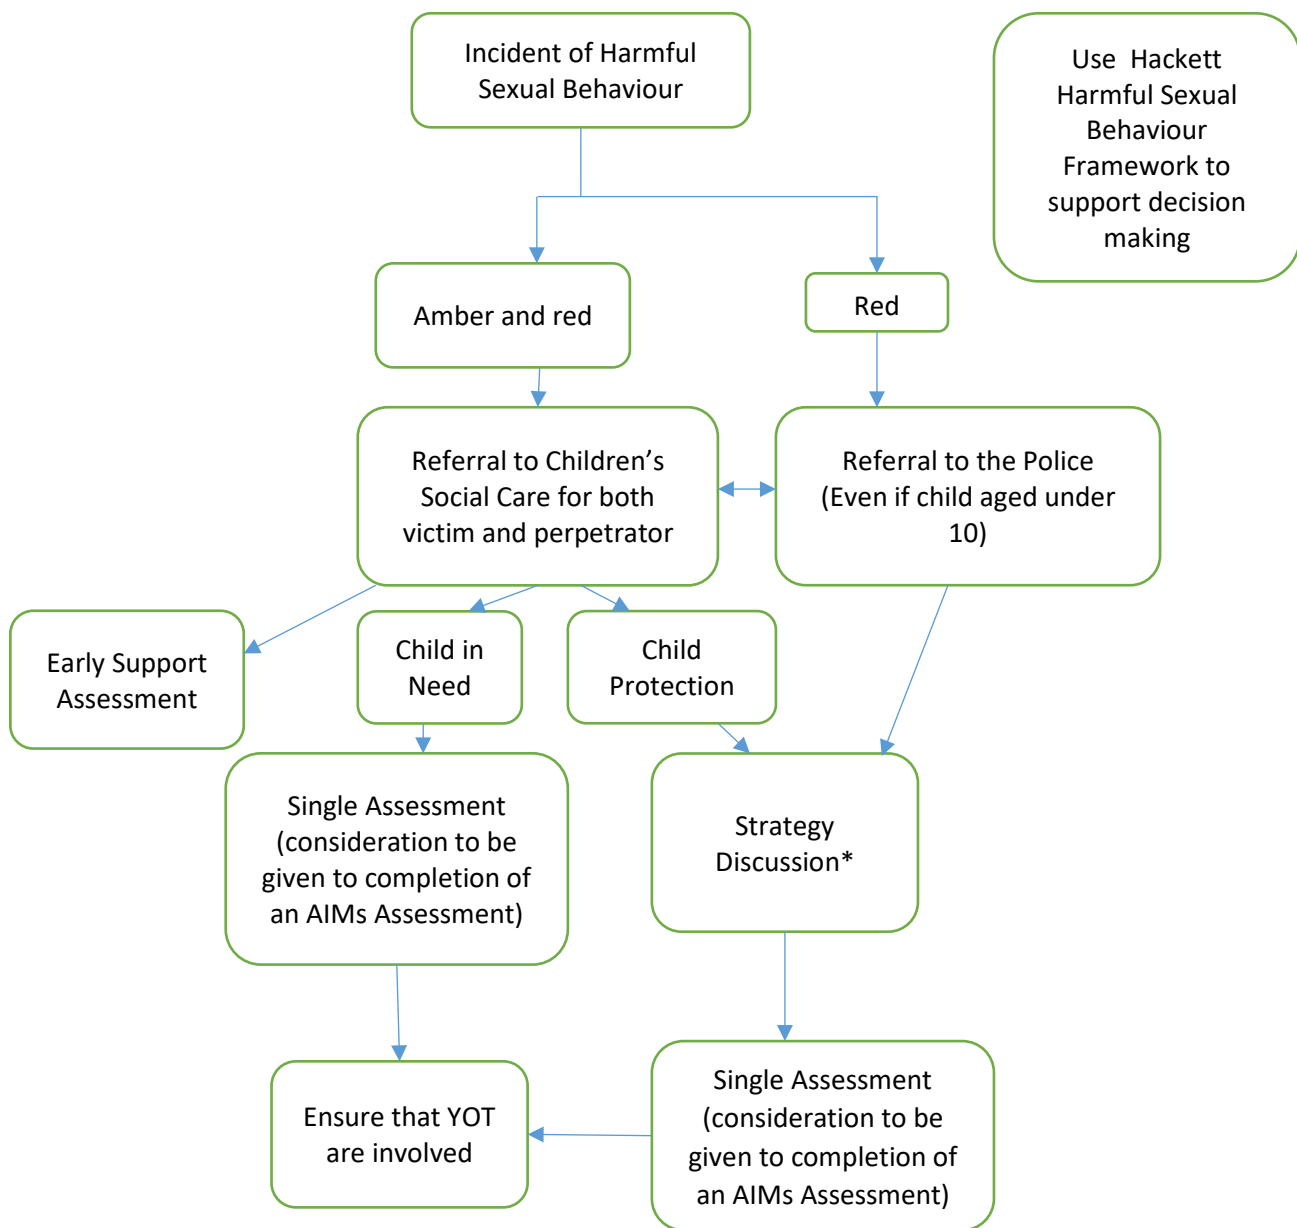 Incident of Harmful
Sexual Behaviour
Use  Hackett
Harmful Sexual
Behaviour
Framework to
support decision
making
Amber and red
Red
Referral to Children’s
Social Care for both
victim and perpetrator
Referral to the Police
(Even if child aged under
10)
Early Support
Assessment
Child in
Need
Child
Protection
Single Assessment
(consideration to be
given to completion of
an AIMs Assessment)
Strategy
Discussion*
Ensure that YOT
are involved
Single Assessment
(consideration to be
given to completion of
an AIMs Assessment)